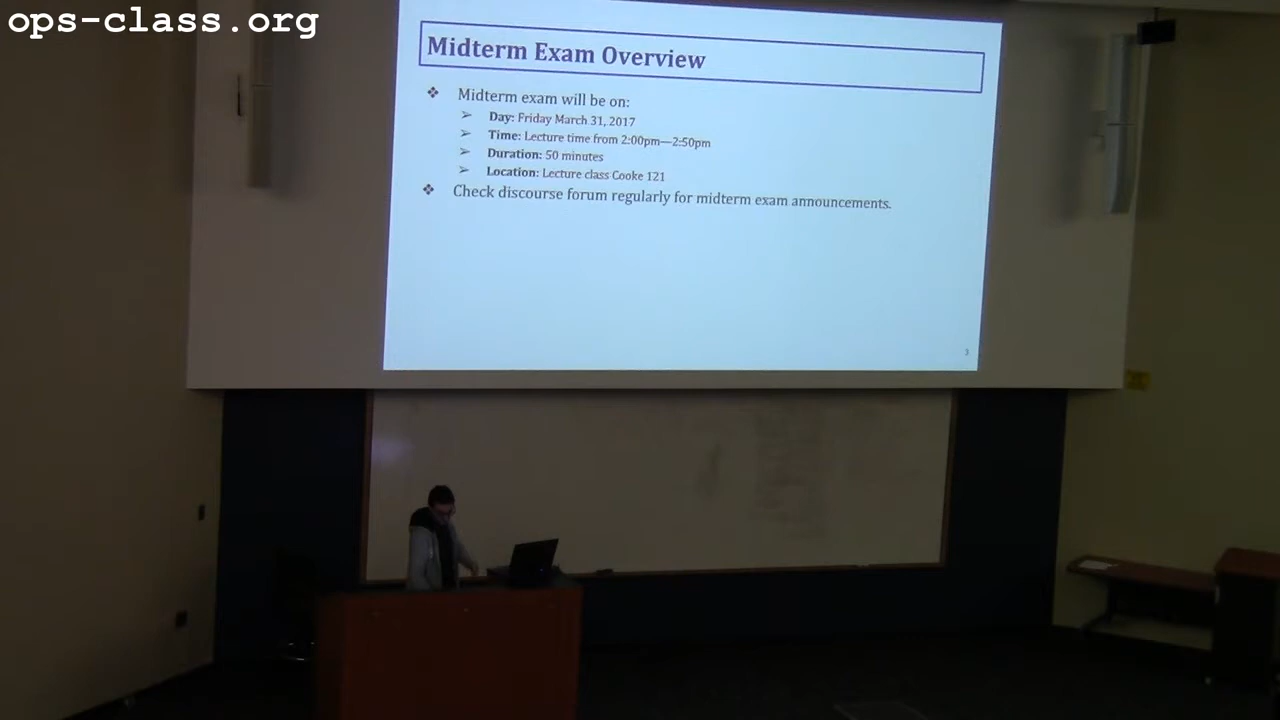 ops-class.org
Midterm Exam Overview
❖ Midterm exam will be on:
➢ Day: Friday March 31, 2017
➢ Time: Lecture time from 2:00pm—2:50pm
➢ Duration: 50 minutes
➢ Location: Lecture class Cooke 121
❖ Check discourse forum regularly for midterm exam announcements.
3